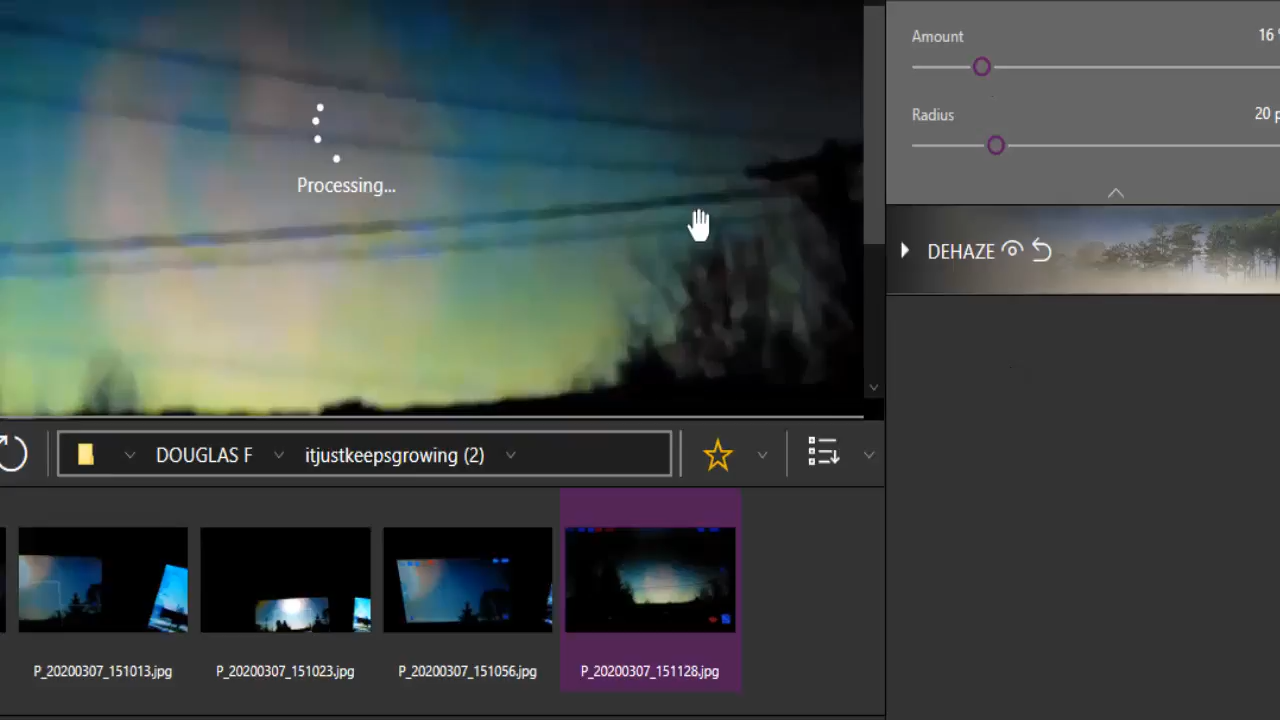 Amount
16
Radius
20 p
Processing...
DEHAZE
DOUGLAS F
itjustkeepsgrowing (2)
P_20200307_151013.jpg
P_20200307_151023.jpg
P_20200307_151056.jpg
P_20200307_151128.jpg